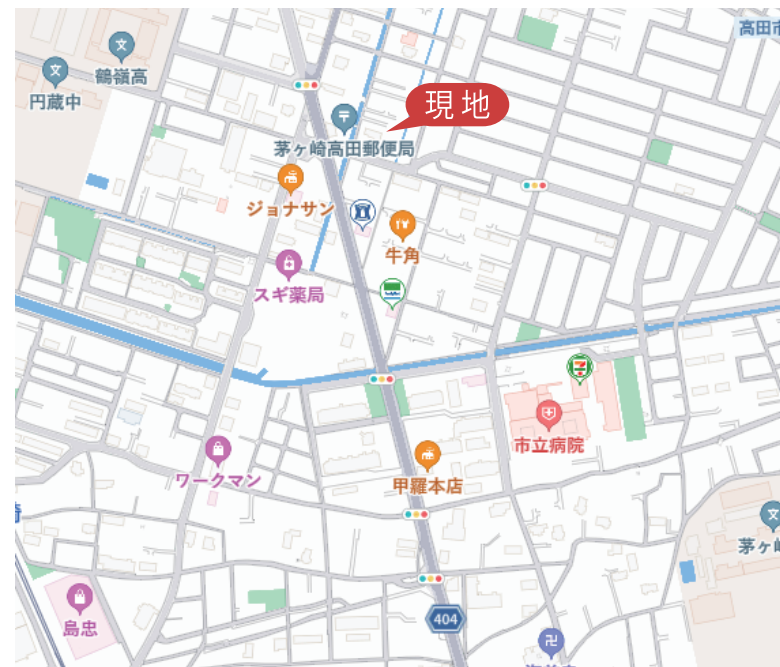 高田市
鶴嶺高
円蔵中
現地
茅ヶ崎高田郵便局
ジョナサン
牛角
スギ薬局
市立病院
ワークマン
甲羅本店
茅ヶ崎
島忠
404